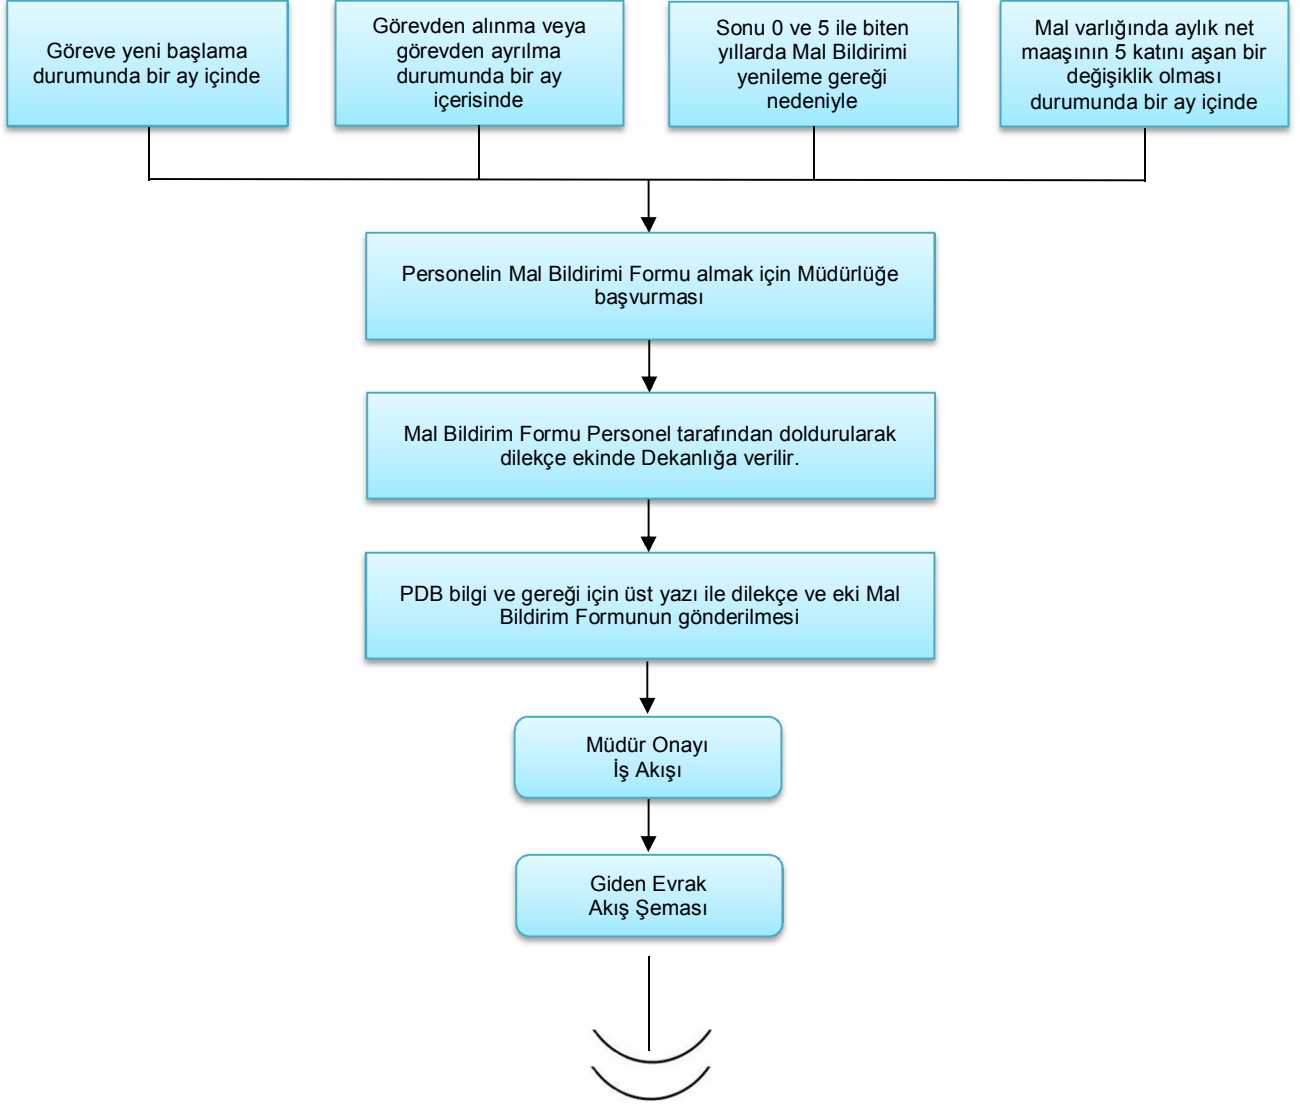 Göreve yeni başlama
durumunda bir ay içinde
Görevden alınma veya
görevden ayrılma
durumunda bir ay
içerisinde
Sonu 0 ve 5 ile biten
yıllarda Mal Bildirimi
yenileme gereği
nedeniyle
Mal varlığında aylık net
maaşının 5 katını aşan bir
değişiklik olması
durumunda bir ay içinde
Personelin Mal Bildirimi Formu almak için Müdürlüğe
başvurması
Mal Bildirim Formu Personel tarafından doldurularak
dilekçe ekinde Dekanlığa verilir.
PDB bilgi ve gereği için üst yazı ile dilekçe ve eki Mal
Bildirim Formunun gönderilmesi
Müdür Onayı
İş Akışı
Giden Evrak
Akış Şeması